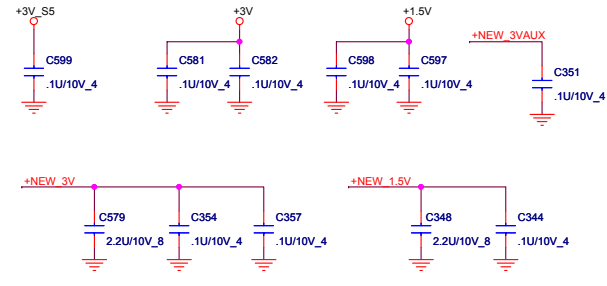 +3V_S5
+3V
+1.5V
+NEW_3VAUX
C599
.1U/10V_4
C581
.1U/10V_4
C582
.1U/10V_4
C598
.1U/10V_4
C597
.1U/10V_4
C351
.1U/10V_4
+NEW_3V
+NEW_1.5V
C579
2.2U/10V_8
C354
.1U/10V_4
C357
.1U/10V_4
C348
2.2U/10V_8
C344
.1U/10V_4